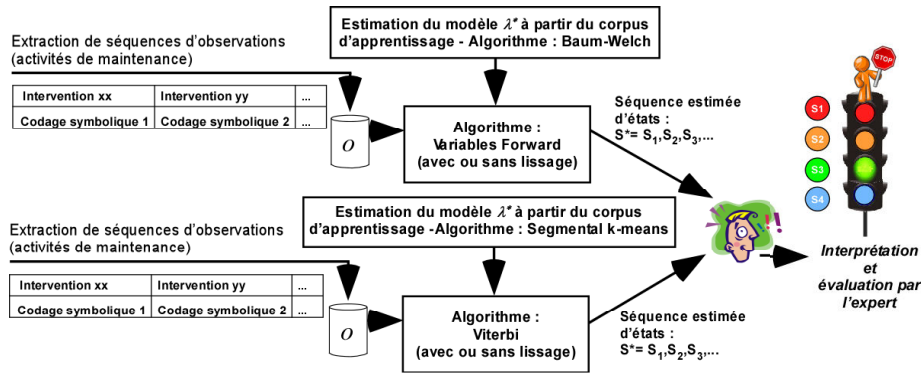 Estimation du modèle λ* à partir du corpus
d'apprentissage - Algorithme : Baum-Welch
Extraction de séquences d'observations
(activités de maintenance)
Intervention xx Intervention yy ...
Codage symbolique 1 Codage symbolique 2 ...
O
Algorithme :
Variables Forward
(avec ou sans lissage)
Séquence estimée
d'états :
S*= S1,S2,S3,...
STOP
S1
S2
S3
S4
Estimation du modèle λ* à partir du corpus
d'apprentissage -Algorithme : Segmental k-means
Extraction de séquences d'observations
(activités de maintenance)
Intervention xx Intervention yy ...
Codage symbolique 1 Codage symbolique 2 ...
O
Algorithme :
Viterbi
(avec ou sans lissage)
Séquence estimée
d'états :
S*= S1,S2,S3,...
!!!
Interprétation
et
évaluation par
l'expert